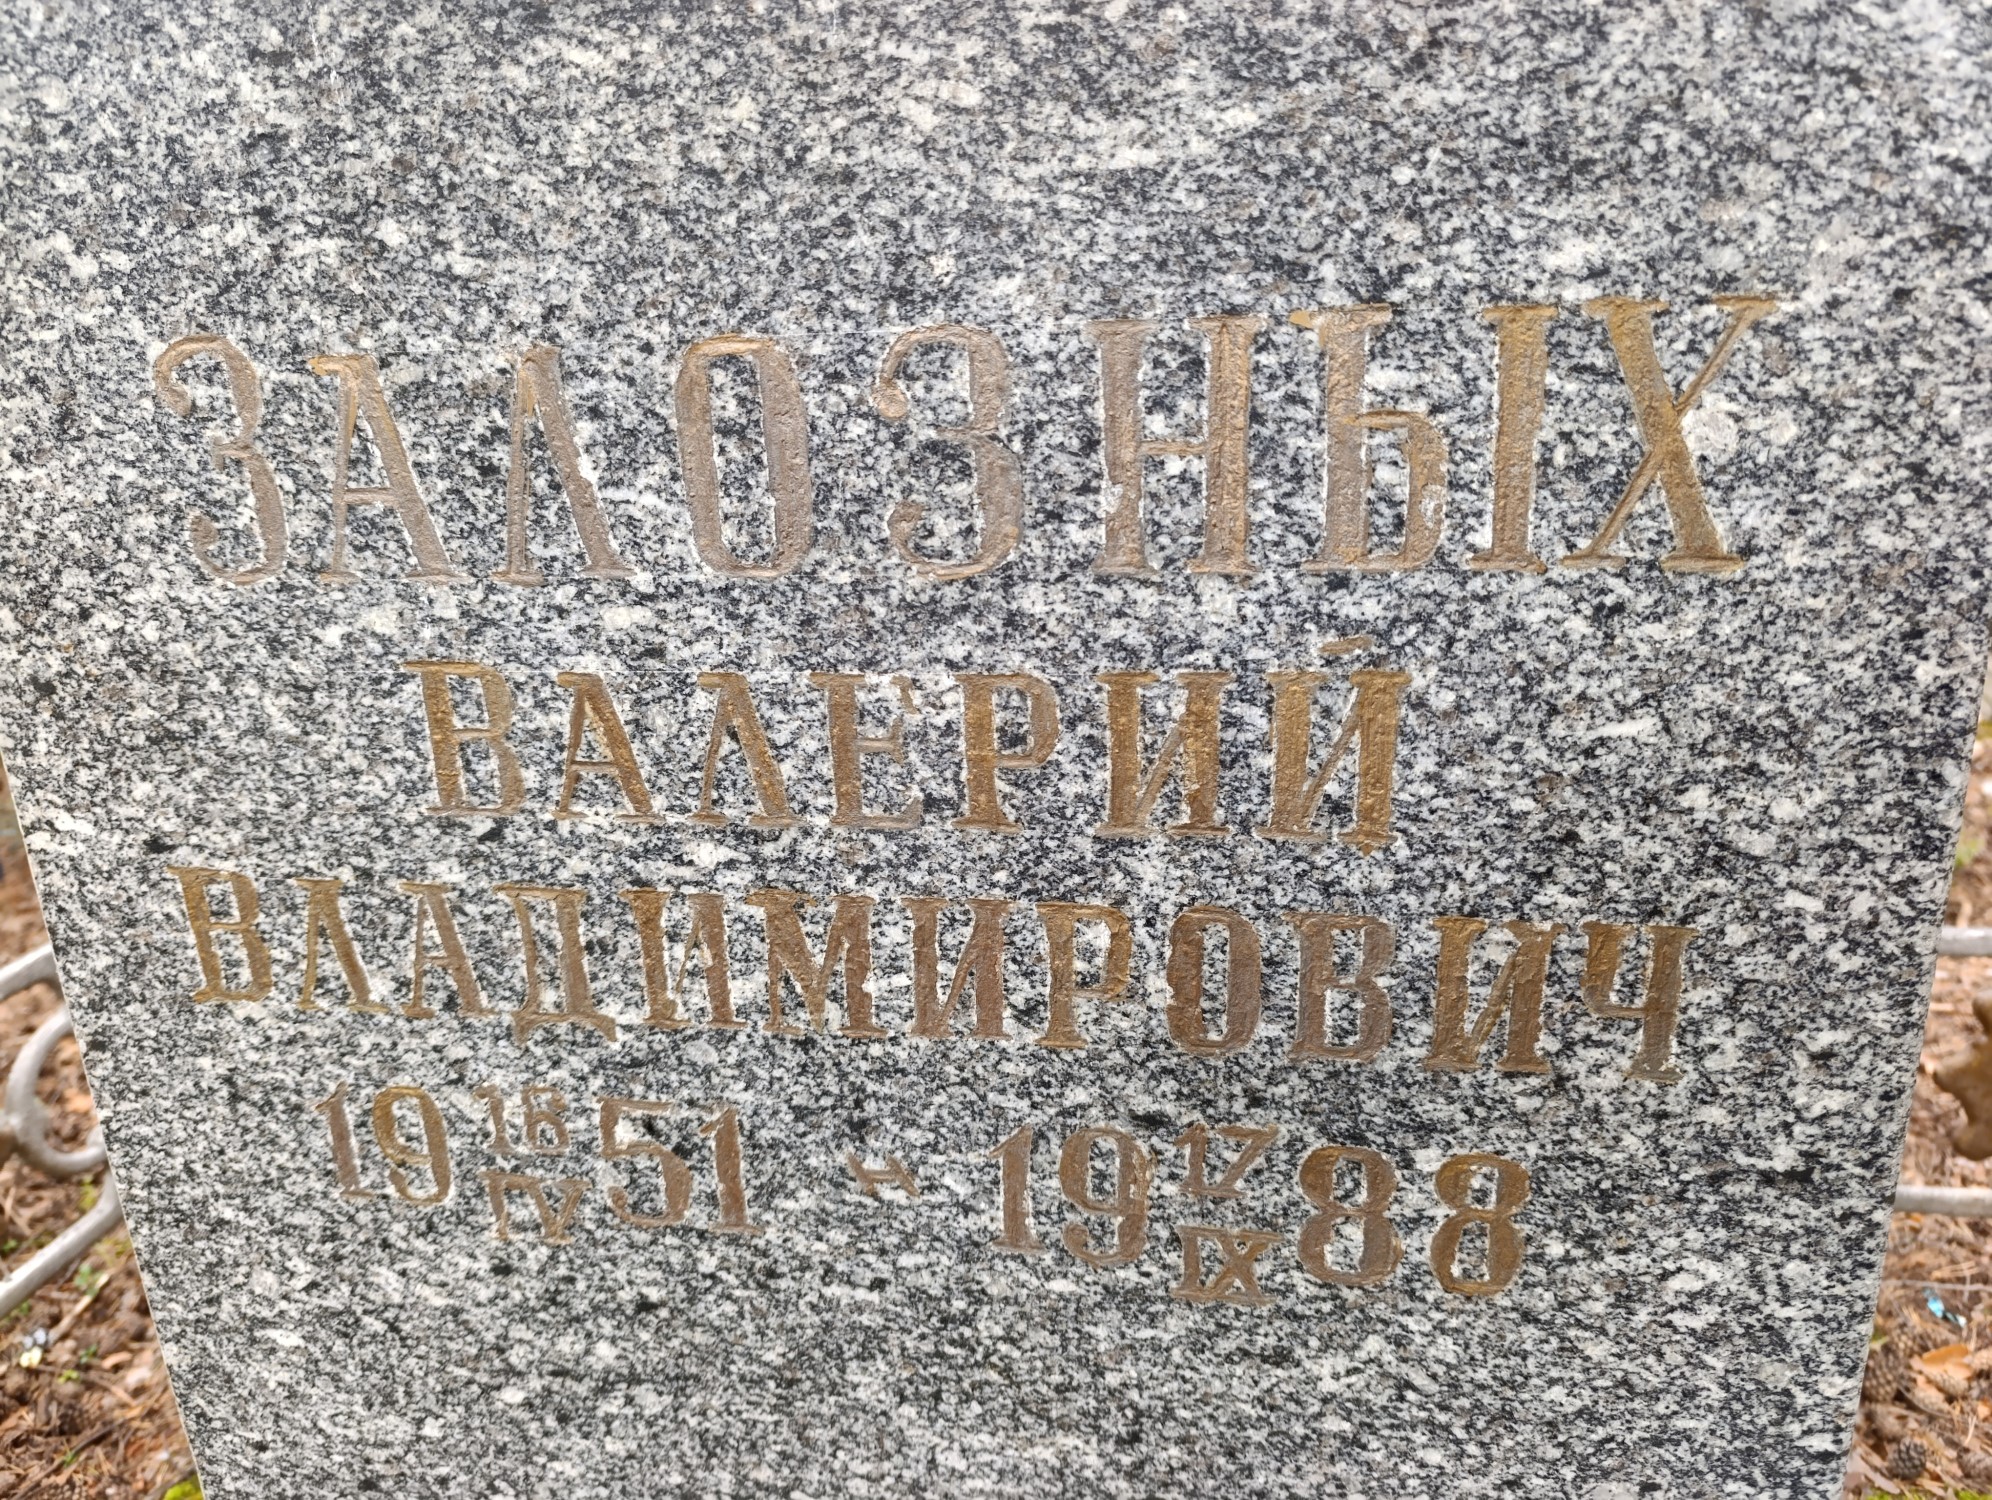 ЗАЛОЗНЫХ
ВАЛЕРИЙ
ВЛАДИМИРОВИЧ
19 16/IV 51 - 19 17/IX 88